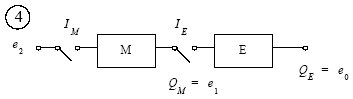 4
I_M I_E
e_2 M E
Q_M = e_1
Q_E = e_0